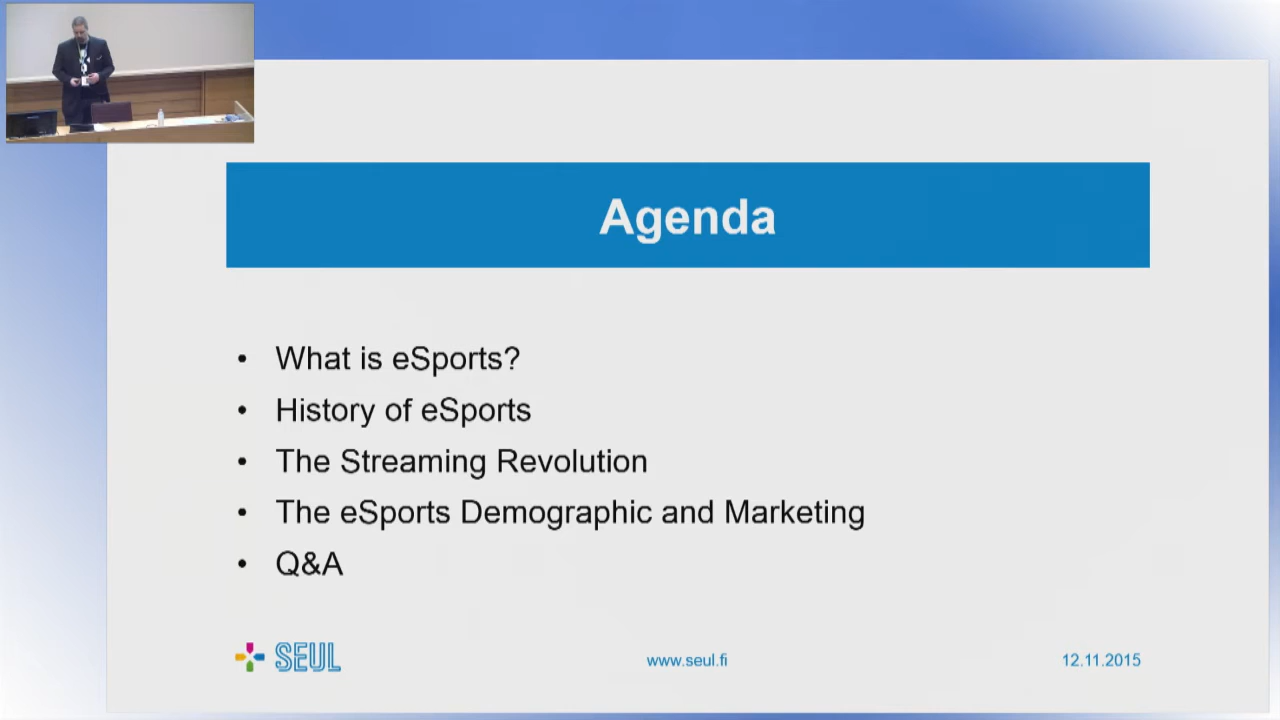 Agenda
• What is eSports?
• History of eSports
• The Streaming Revolution
• The eSports Demographic and Marketing
• Q&A
SEUL
www.seul.fi
12.11.2015